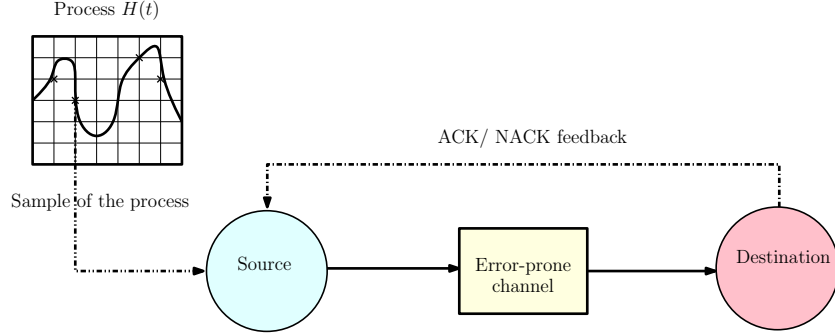 Process H(t)
ACK/ NACK feedback
Sample of the process
Source
Error-prone
channel
Destination